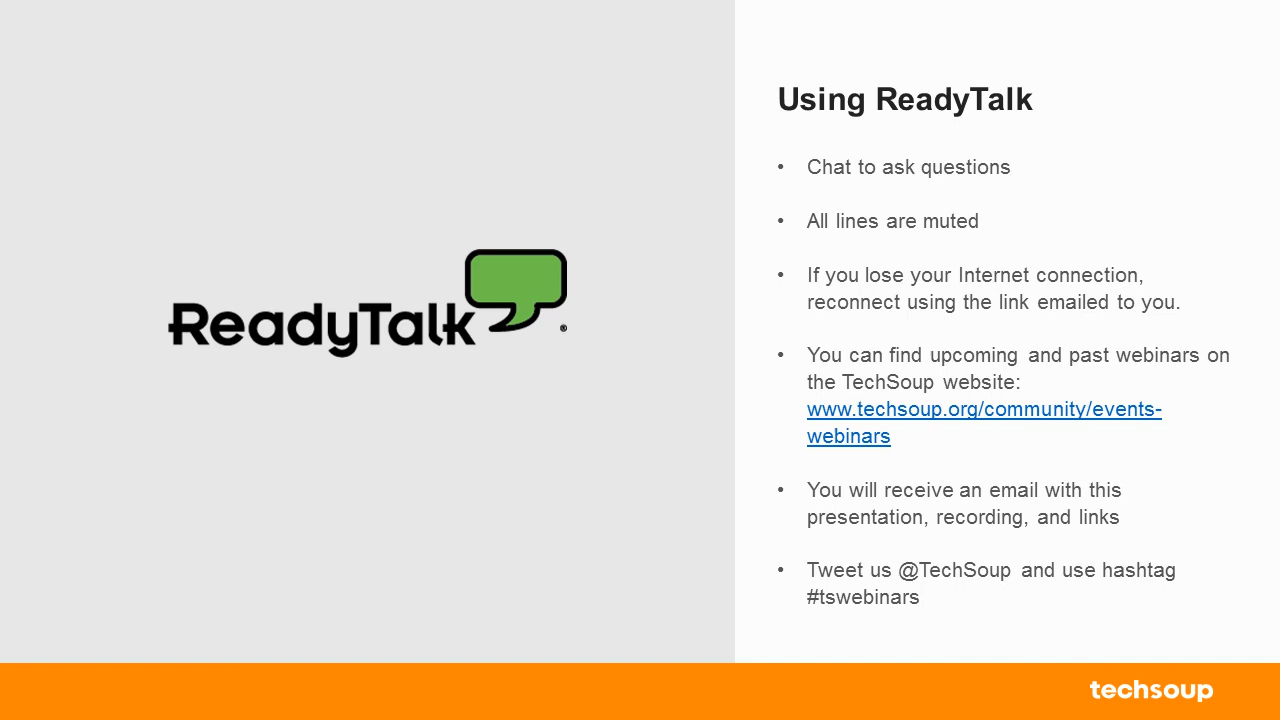 ReadyTalk®
Using ReadyTalk
• Chat to ask questions
• All lines are muted
• If you lose your Internet connection,
reconnect using the link emailed to you.
• You can find upcoming and past webinars on
the TechSoup website:
www.techsoup.org/community/events-
webinars
• You will receive an email with this
presentation, recording, and links
• Tweet us @TechSoup and use hashtag
#tswebinars
techsoup